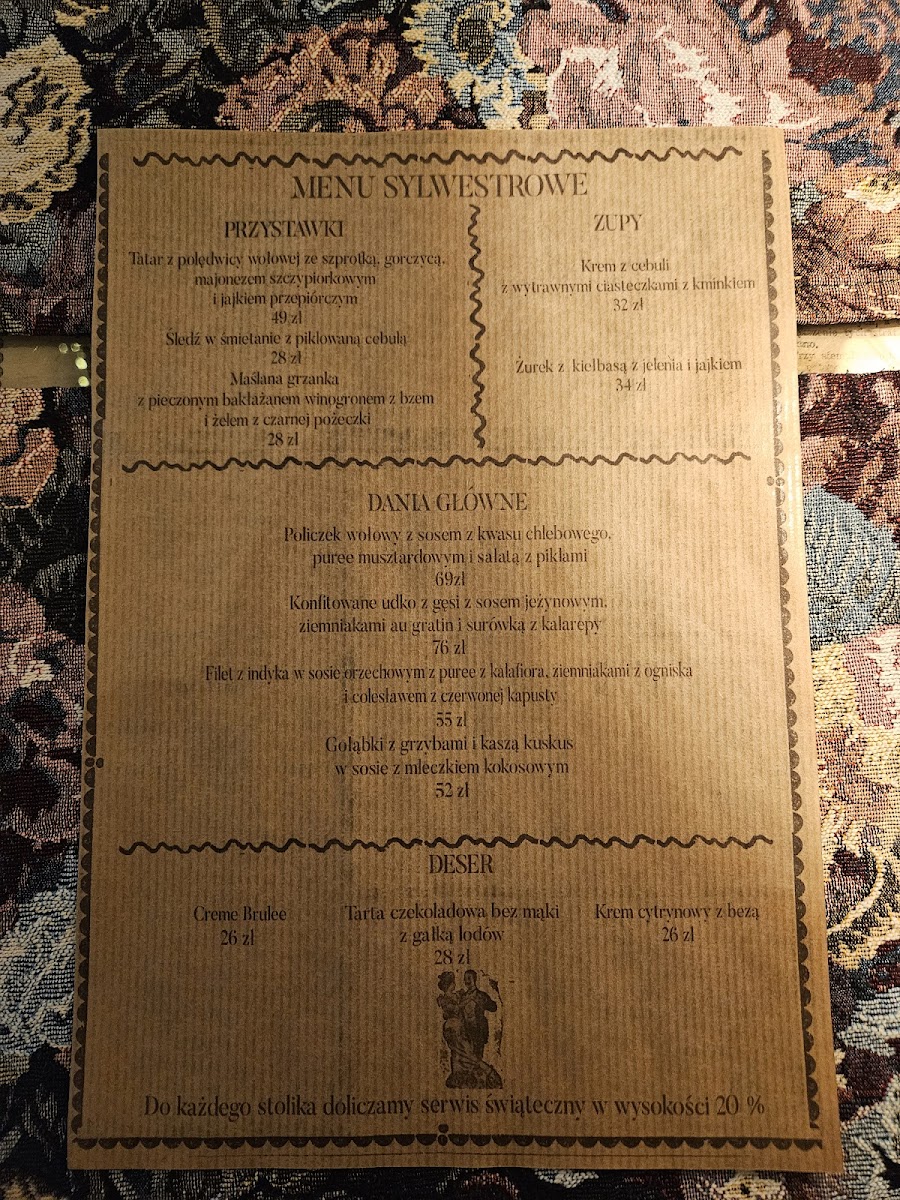 MENU SYLWESTROWE
PRZYSTAWKI
Tatar z polędwicy wołowej ze szprotką, gorczycą,
majonezem szczypiorkowym
i jajkiem przepiórczym
49 zł
Śledź w śmietanie z piklowaną cebulą
28 zł
Maślana grzanka
z pieczonym bakłażanem winogronem z bzem
i żelem z czarnej pożeczki
28 zł
ZUPY
Krem z cebuli
z wytrawnymi ciasteczkami z kminkiem
32 zł
Żurek z kiełbasą z jelenia i jajkiem
34 zł
DANIA GŁÓWNE
Policzek wołowy z sosem z kwasu chlebowego,
puree musztardowym i sałatą z piklami
69zł
Konfitowane udko z gęsi z sosem jeżynowym,
ziemniakami au gratin i surówką z kalarepy
76 zł
Filet z indyka w sosie orzechowym z puree z kalafiora, ziemniakami z ogniska
i colesławem z czerwonej kapusty
55 zł
Gołąbki z grzybami i kaszą kuskus
w sosie z mleczkiem kokosowym
52 zł
DESER
Creme Brulee
26 zł
Tarta czekoladowa bez mąki
z gałką lodów
28 zł
Krem cytrynowy z bezą
26 zł
Do każdego stolika doliczamy serwis świąteczny w wysokości 20 %